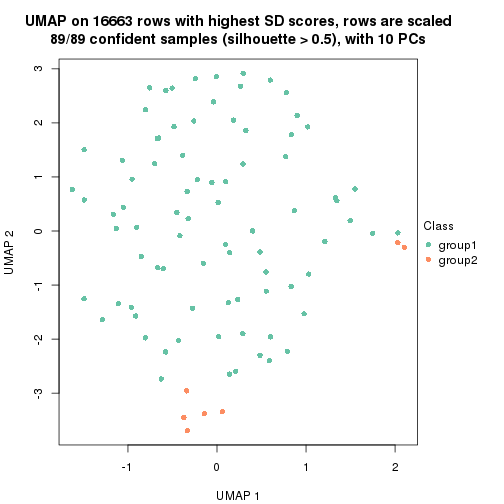 UMAP on 16663 rows with highest SD scores, rows are scaled
89/89 confident samples (silhouette > 0.5), with 10 PCs
3
2
1
0
-1
-2
-3
UMAP 2
-1
0
1
2
UMAP 1
Class
group1
group2